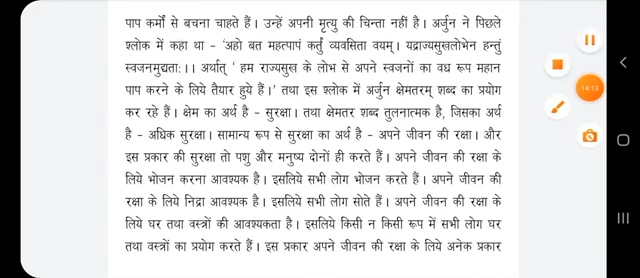 पाप कर्मों से बचना चाहते हैं। उन्हें अपनी मृत्यु की चिन्ता नहीं है। अर्जुन ने पिछले
श्लोक में कहा था – 'अहो बत महत्पापं कर्तुं व्यवसिता वयम्। यद्राज्यसुखलोभेन हन्तुं
स्वजनमुद्यताः।। अर्थात् ' हम राज्यसुख के लोभ से अपने स्वजनों का वध रूप महान
पाप करने के लिये तैयार हुये हैं।' तथा इस श्लोक में अर्जुन क्षेमतरम् शब्द का प्रयोग
कर रहे हैं। क्षेम का अर्थ है – सुरक्षा। तथा क्षेमतर शब्द तुलनात्मक है, जिसका अर्थ
है – अधिक सुरक्षा। सामान्य रूप से सुरक्षा का अर्थ है – अपने जीवन की रक्षा। और
इस प्रकार की सुरक्षा तो पशु और मनुष्य दोनों ही करते हैं। अपने जीवन की रक्षा के
लिये भोजन करना आवश्यक है। इसलिये सभी लोग भोजन करते हैं। अपने जीवन की
रक्षा के लिये निद्रा आवश्यक है। इसलिये सभी लोग सोते हैं। अपने जीवन की रक्षा के
लिये घर तथा वस्त्रों की आवश्यकता है। इसलिये किसी न किसी रूप में सभी लोग घर
तथा वस्त्रों का प्रयोग करते हैं। इस प्रकार अपने जीवन की रक्षा के लिये अनेक प्रकार
14:13